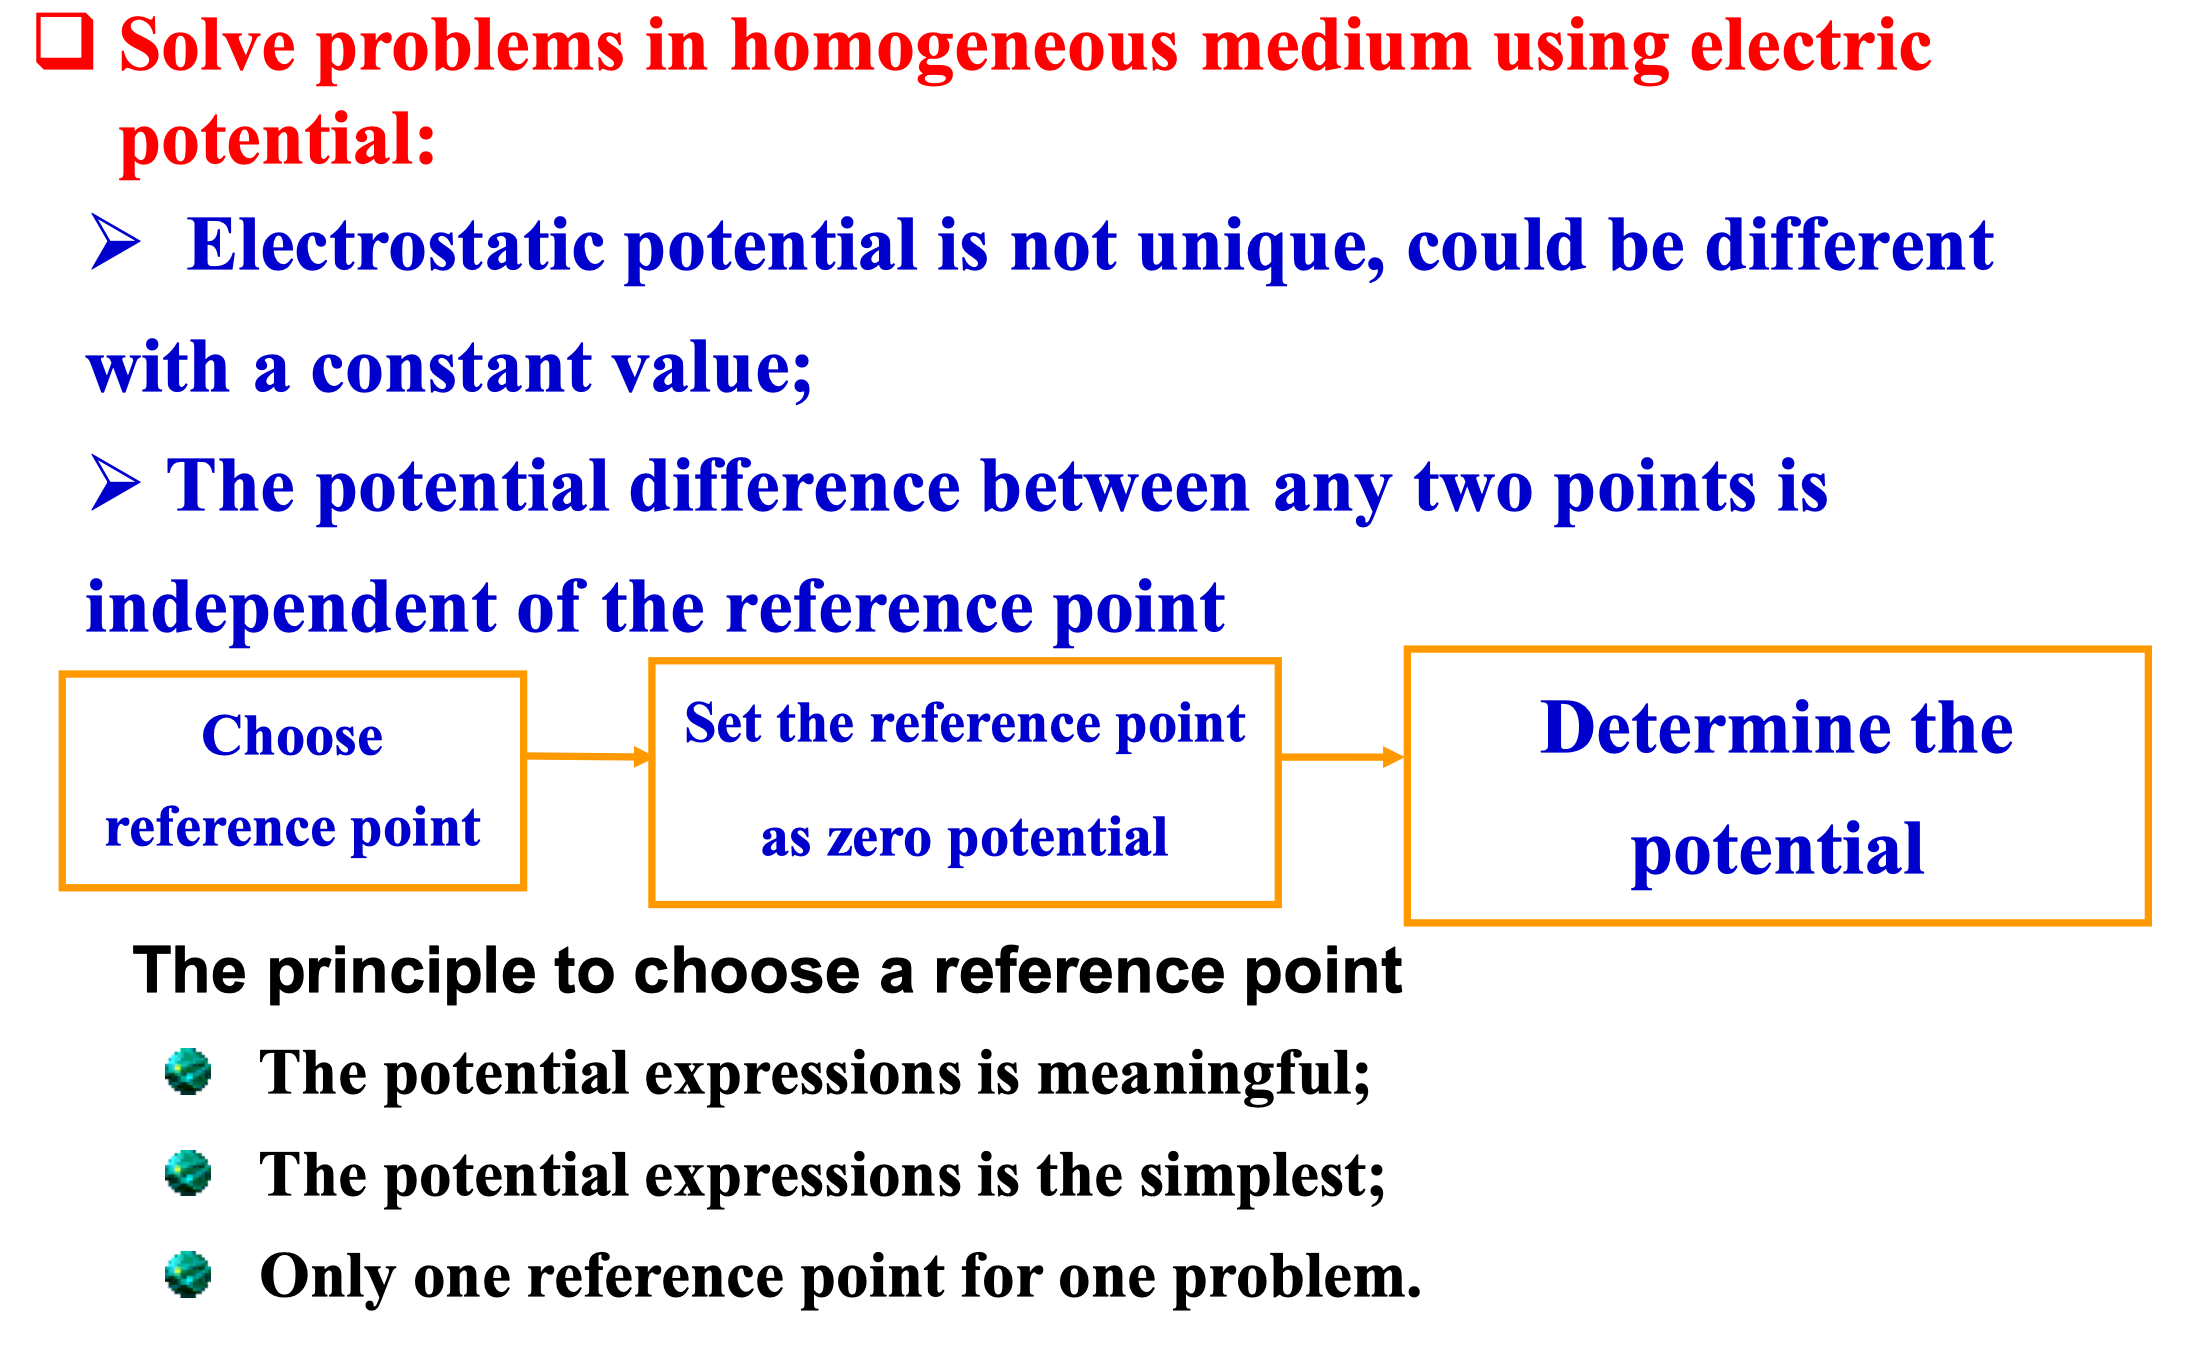 Solve problems in homogeneous medium using electric
potential:
Electrostatic potential is not unique, could be different
with a constant value;
The potential difference between any two points is
independent of the reference point
Choose
reference point
Set the reference point
as zero potential
Determine the
potential
The principle to choose a reference point
The potential expressions is meaningful;
The potential expressions is the simplest;
Only one reference point for one problem.